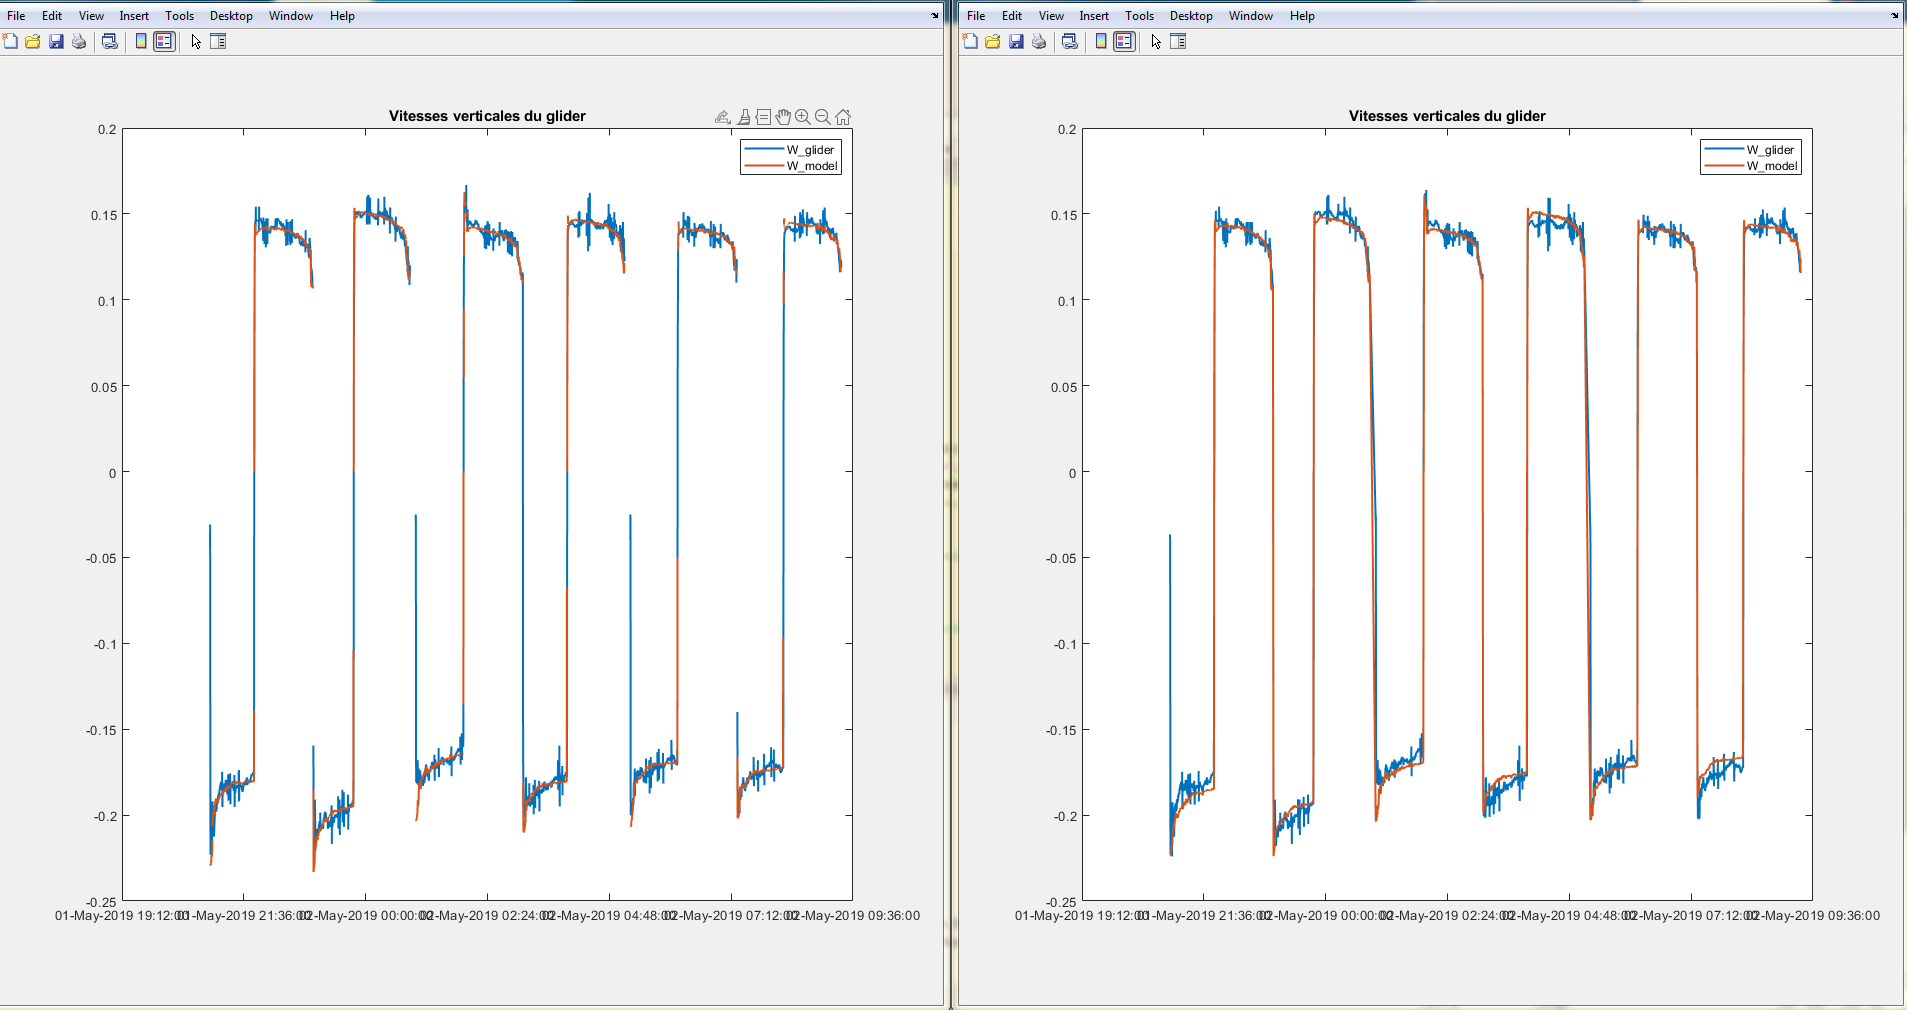 File Edit View Insert Tools Desktop Window Help
Vitesses verticales du glider
W_glider
W_model
0.2
0.15
0.1
0.05
0
-0.05
-0.1
-0.15
-0.2
-0.25
01-May-2019 19:12:00 01-May-2019 21:36:00 02-May-2019 00:00:00 02-May-2019 02:24:00 02-May-2019 04:48:00 02-May-2019 07:12:00 02-May-2019 09:36:00
File Edit View Insert Tools Desktop Window Help
Vitesses verticales du glider
W_glider
W_model
0.2
0.15
0.1
0.05
0
-0.05
-0.1
-0.15
-0.2
-0.25
01-May-2019 19:12:00 01-May-2019 21:36:00 02-May-2019 00:00:00 02-May-2019 02:24:00 02-May-2019 04:48:00 02-May-2019 07:12:00 02-May-2019 09:36:00